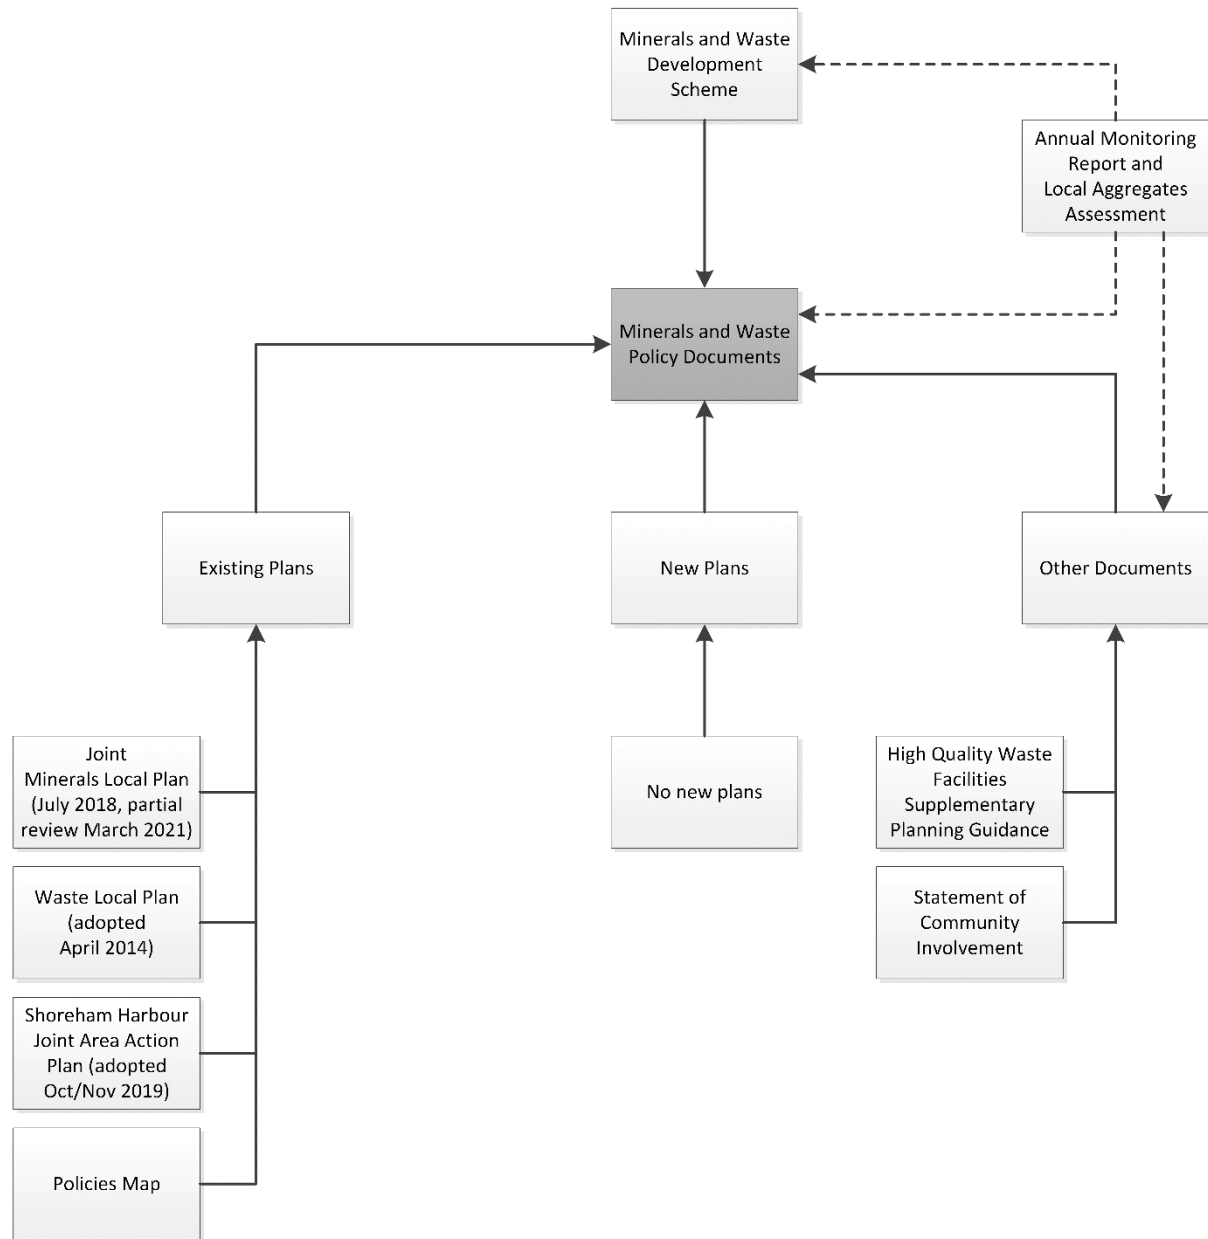 Minerals and Waste
Development
Scheme
Annual Monitoring
Report and
Local Aggregates
Assessment
Minerals and Waste
Policy Documents
Existing Plans
New Plans
Other Documents
Joint
Minerals Local Plan
(July 2018, partial
review March 2021)
No new plans
High Quality Waste
Facilities
Supplementary
Planning Guidance
Waste Local Plan
(adopted
April 2014)
Statement of
Community
Involvement
Shoreham Harbour
Joint Area Action
Plan (adopted
Oct/Nov 2019)
Policies Map